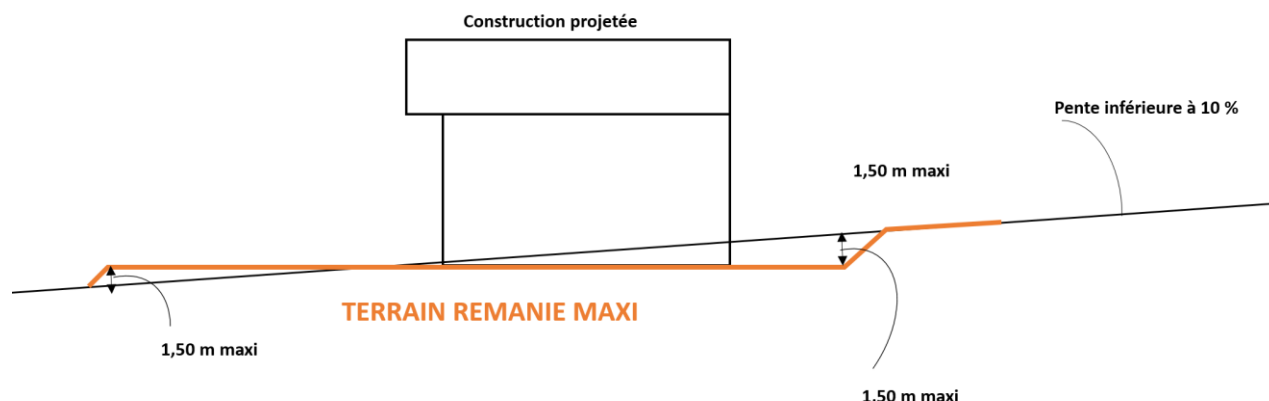 Construction projetée
Pente inférieure à 10 %
1,50 m maxi
TERRAIN REMANIE MAXI
1,50 m maxi
1,50 m maxi